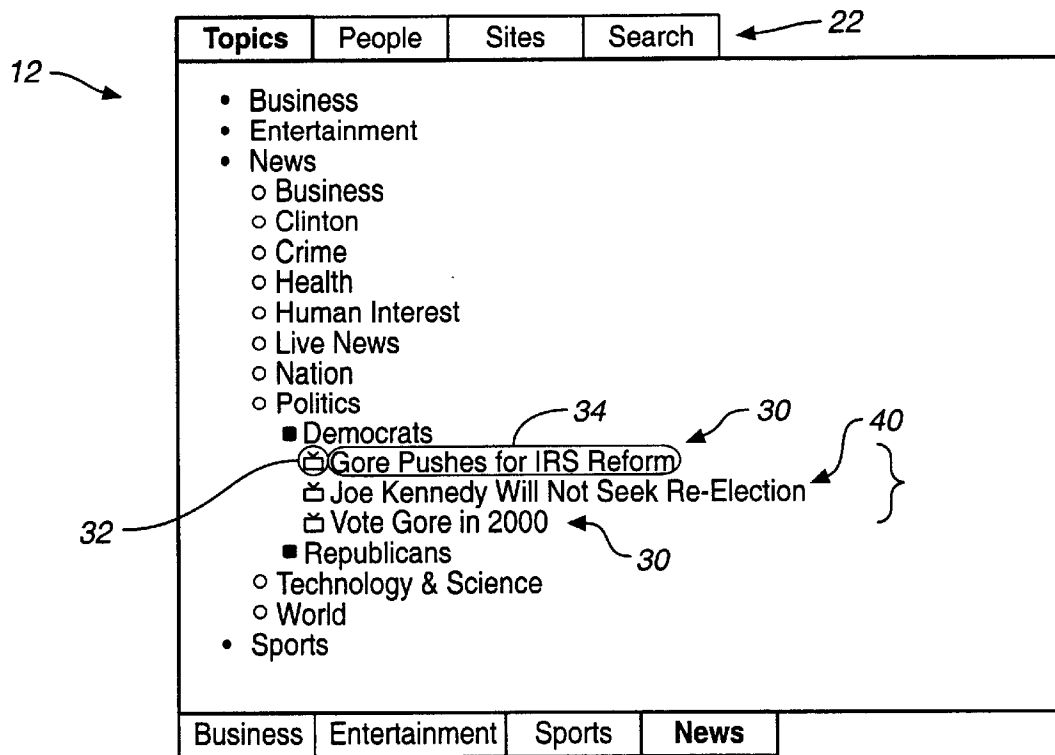 Topics People Sites Search 22
12
• Business
• Entertainment
• News
○ Business
○ Clinton
○ Crime
○ Health
○ Human Interest
○ Live News
○ Nation
○ Politics
34 30 40
■ Democrats
Gore Pushes for IRS Reform
Joe Kennedy Will Not Seek Re-Election
32
Vote Gore in 2000 30
■ Republicans
○ Technology & Science
○ World
• Sports
Business Entertainment Sports News